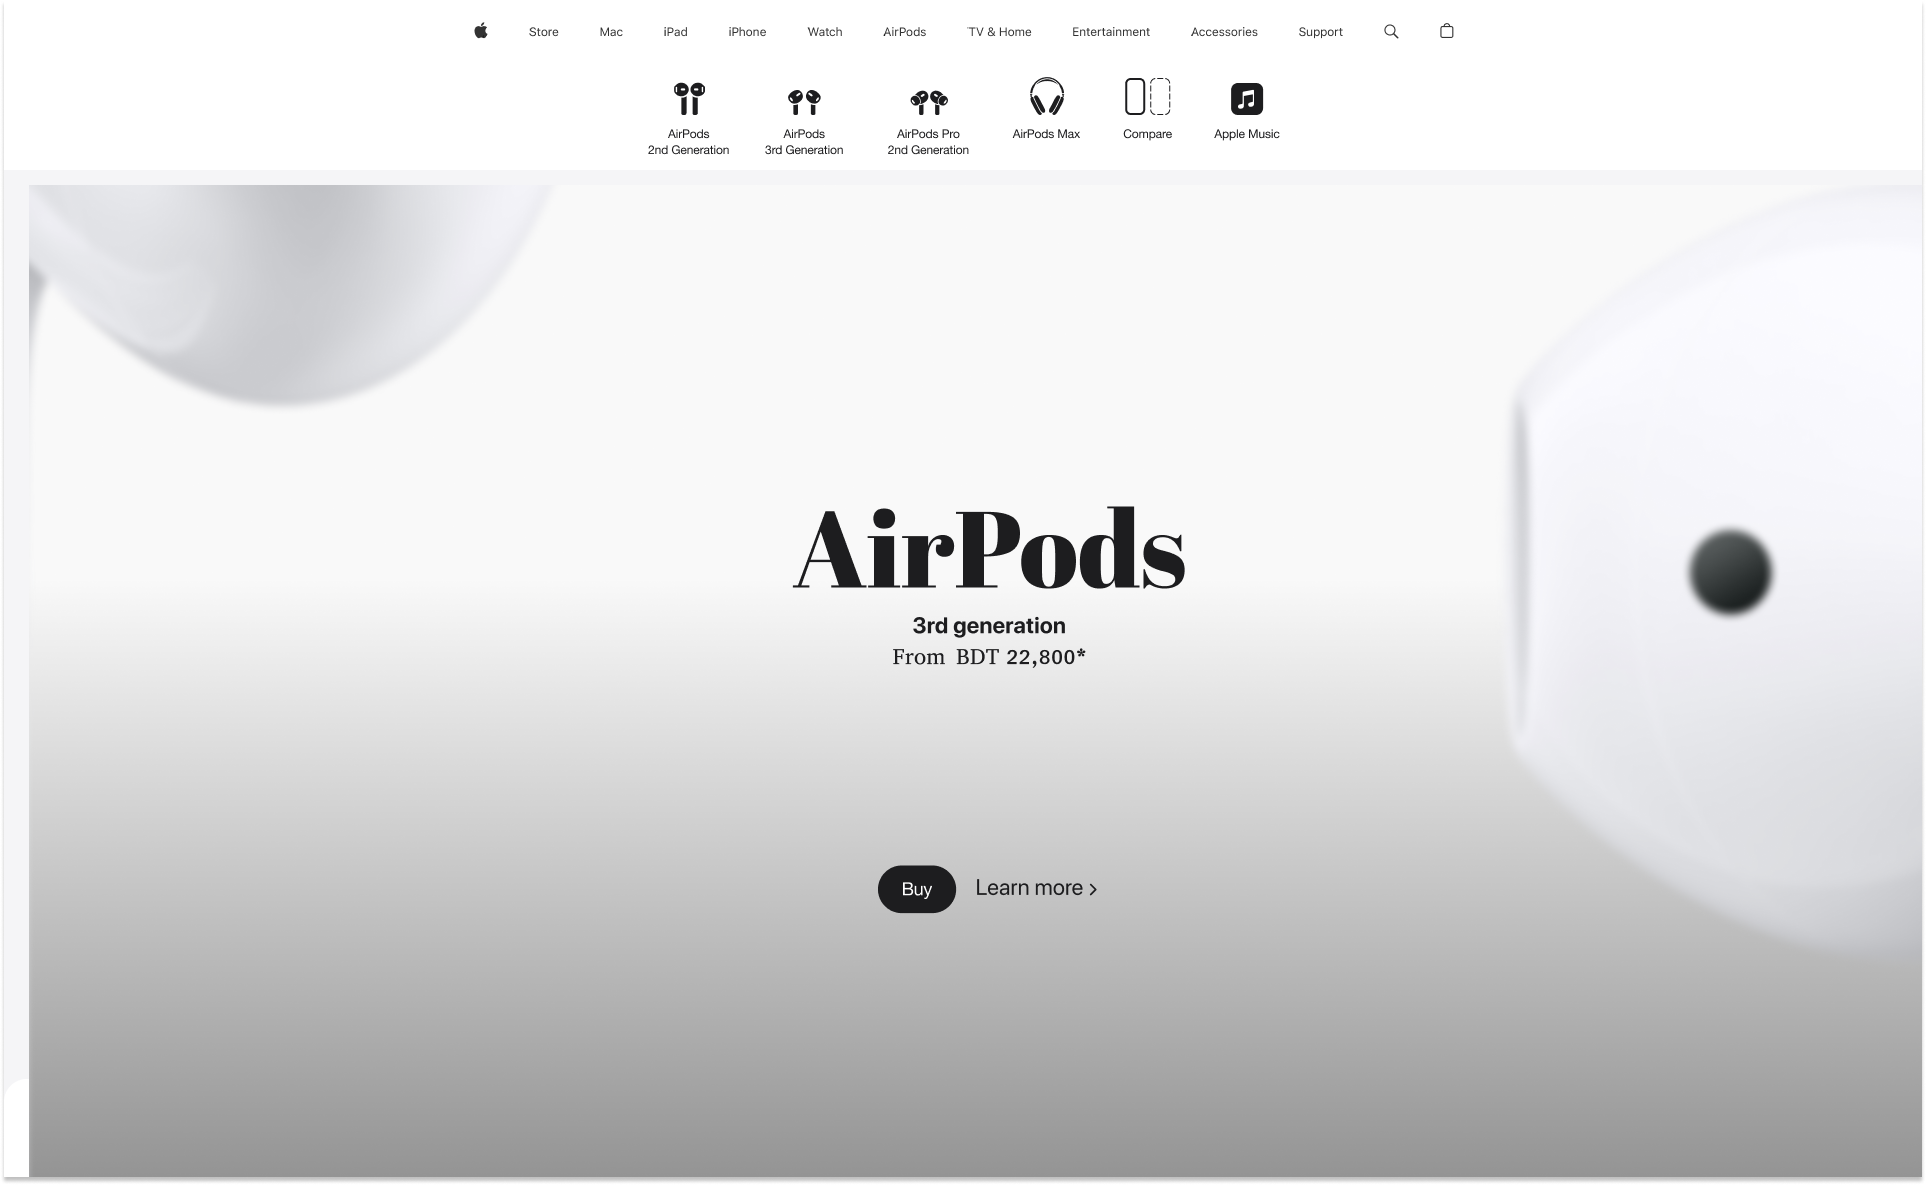 Store Mac iPad iPhone Watch AirPods TV & Home Entertainment Accessories Support
AirPods
2nd Generation
AirPods
3rd Generation
AirPods Pro
2nd Generation
AirPods Max
Compare
Apple Music
AirPods
3rd generation
From BDT 22,800*
Buy
Learn more >